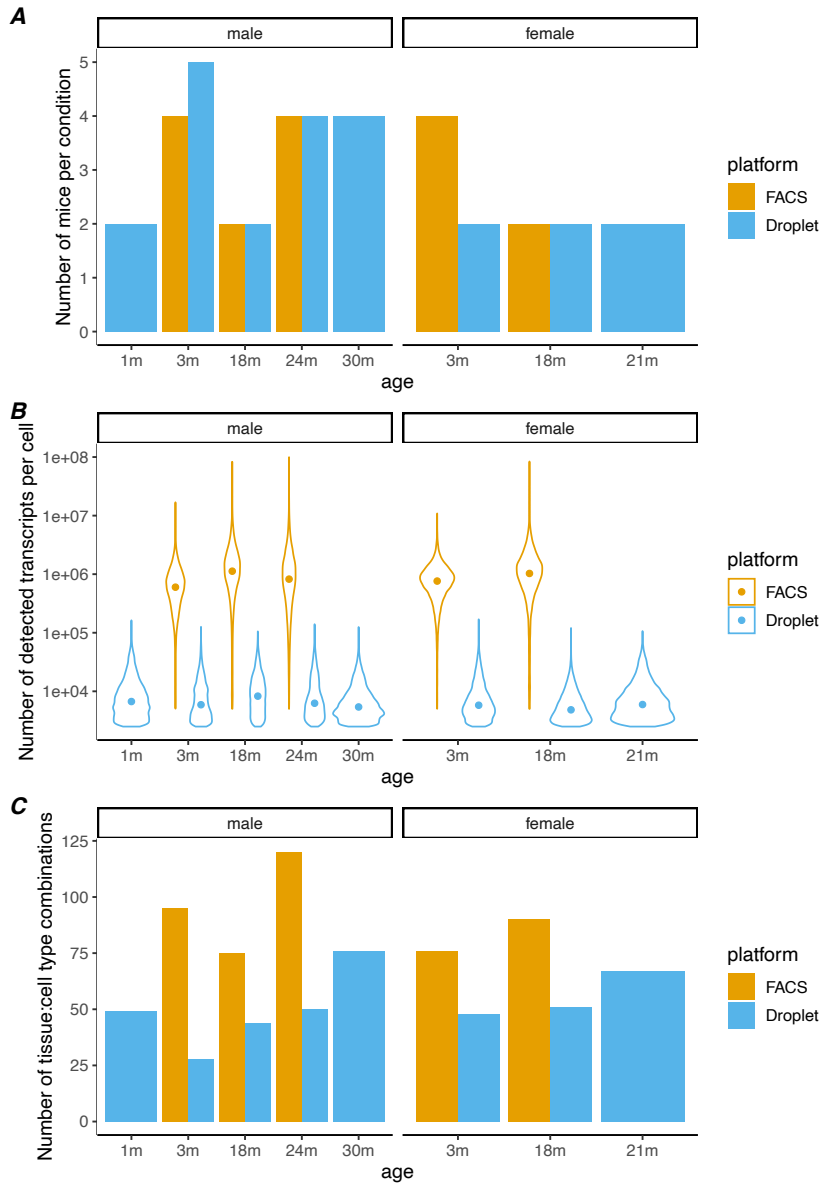 A
male
female
Number of mice per condition
5
4
3
2
1
0
1m
3m
18m
24m
30m
3m
18m
21m
age
platform
FACS
Droplet
B
male
female
Number of detected transcripts per cell
1e+08
1e+07
1e+06
1e+05
1e+04
1m
3m
18m
24m
30m
3m
18m
21m
age
platform
FACS
Droplet
C
male
female
Number of tissue:cell type combinations
125
100
75
50
25
0
1m
3m
18m
24m
30m
3m
18m
21m
age
platform
FACS
Droplet